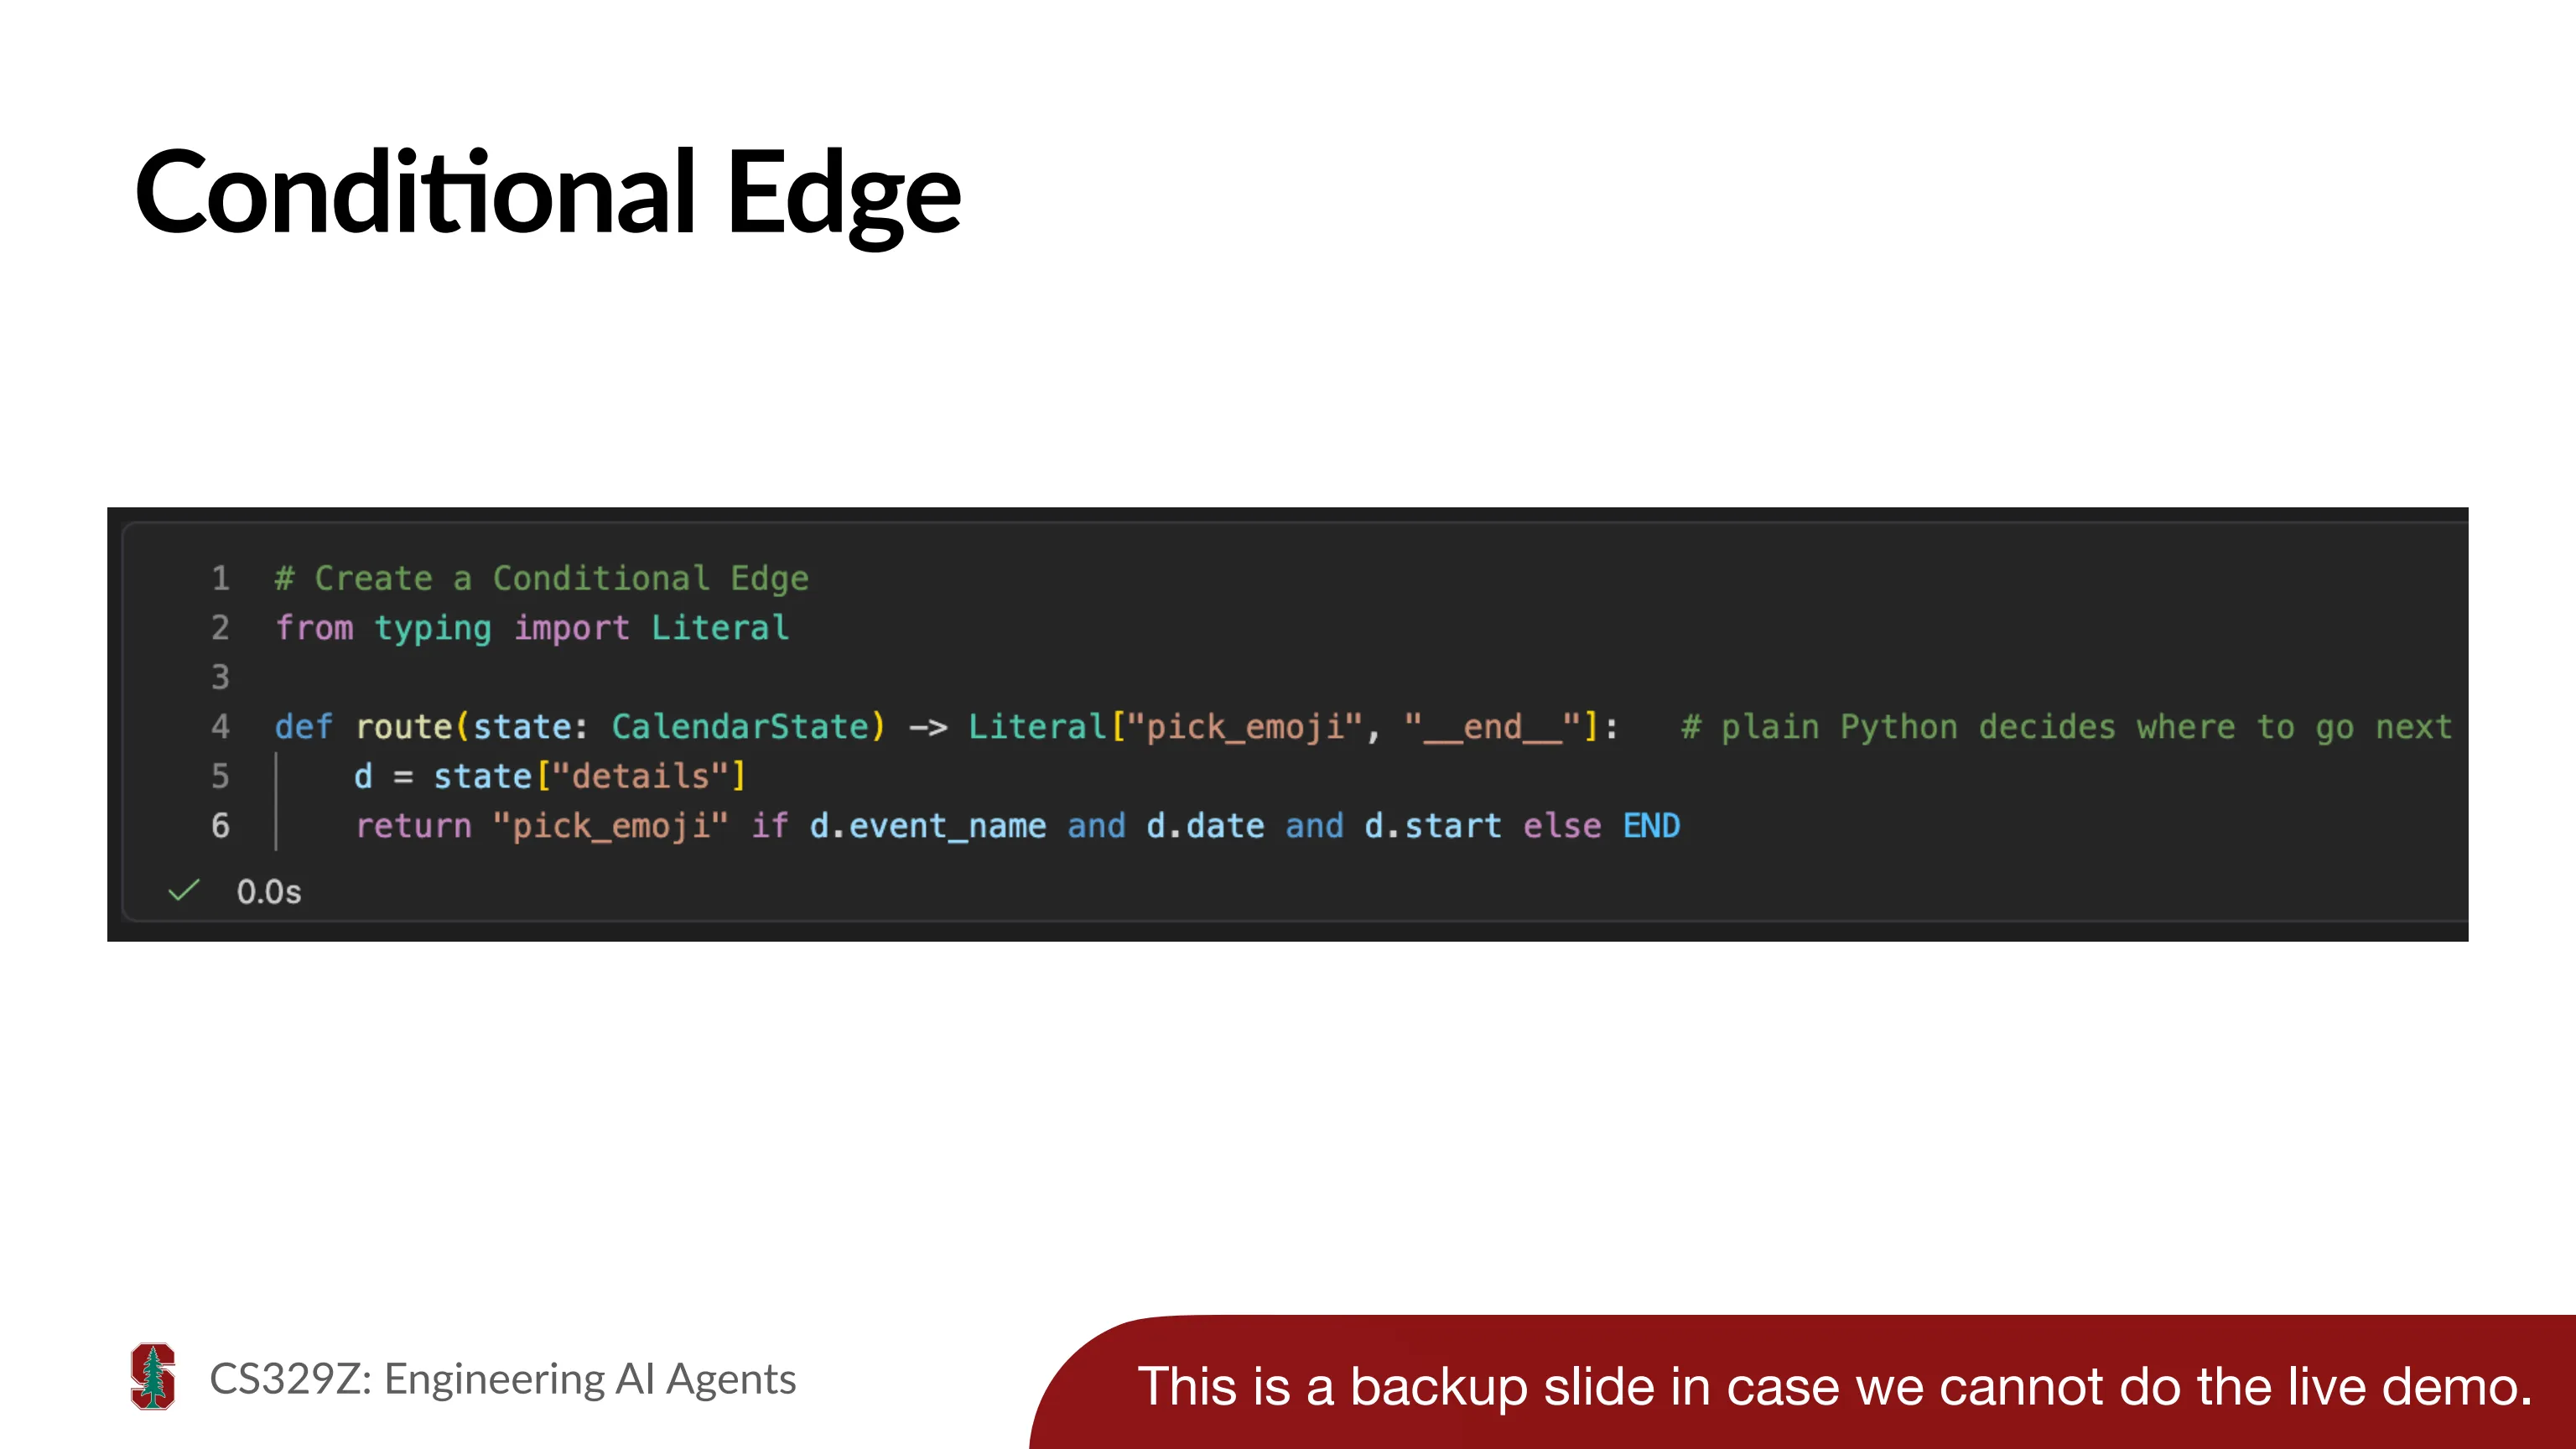 Conditional Edge
1 # Create a Conditional Edge
2 from typing import Literal
3
4 def route(state: CalendarState) -> Literal["pick_emoji", "__end__"]:   # plain Python decides where to go next
5     d = state["details"]
6     return "pick_emoji" if d.event_name and d.date and d.start else END
0.0s
CS329Z: Engineering AI Agents
This is a backup slide in case we cannot do the live demo.